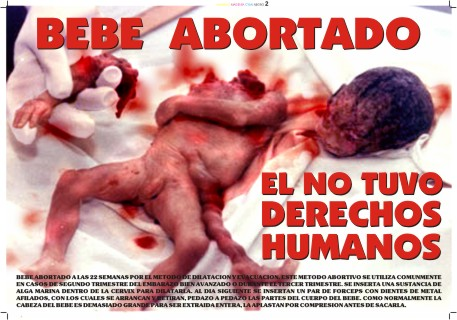 2
BEBE ABORTADO
EL NO TUVO
DERECHOS
HUMANOS
BEBE ABORTADO A LAS 22 SEMANAS POR EL METODO DE DILATACION Y EVACUACION. ESTE METODO ABORTIVO SE UTILIZA COMUNMENTE
EN CASOS DE SEGUNDO TRIMESTRE DEL EMBARAZO BIEN AVANZADO O DURANTE EL TERCER TRIMESTRE. SE INSERTA UNA SUSTANCIA DE
ALGA MARINA DENTRO DE LA CERVIX PARA DILATARLA. AL DIA SIGUIENTE SE INSERTAN UN PAR DE FORCEPS CON DIENTES DE METAL
AFILADOS, CON LOS CUALES SE ARRANCAN Y RETIRAN, PEDAZO A PEDAZO LAS PARTES DEL CUERPO DEL BEBE. COMO NORMALMENTE LA
CABEZA DEL BEBE ES DEMASIADO GRANDE PARA SER EXTRAIDA ENTERA, LA APLASTAN POR COMPRESION ANTES DE SACARLA.